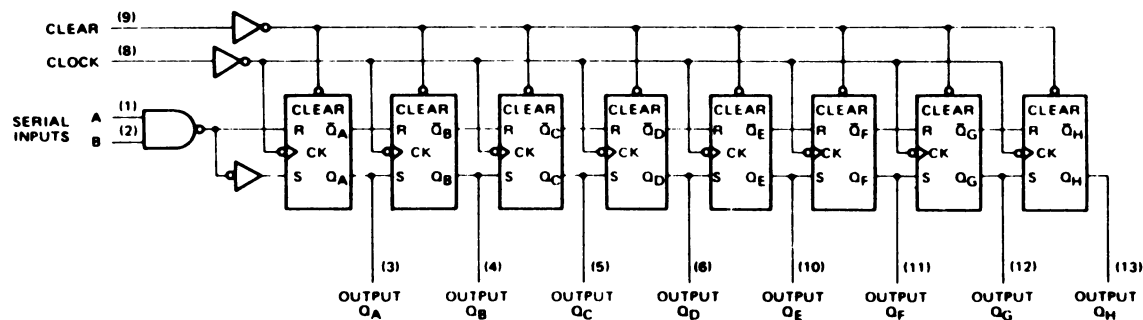 CLEAR (9)
CLOCK (8)
SERIAL INPUTS A (1)
B (2)
CLEAR CLEAR CLEAR CLEAR CLEAR CLEAR CLEAR CLEAR
R Q̄A R Q̄B R Q̄C R Q̄D R Q̄E R Q̄F R Q̄G R Q̄H
CK CK CK CK CK CK CK CK
S QA S QB S QC S QD S QE S QF S QG S QH
(3) (4) (5) (6) (10) (11) (12) (13)
OUTPUT OUTPUT OUTPUT OUTPUT OUTPUT OUTPUT OUTPUT OUTPUT
QA QB QC QD QE QF QG QH